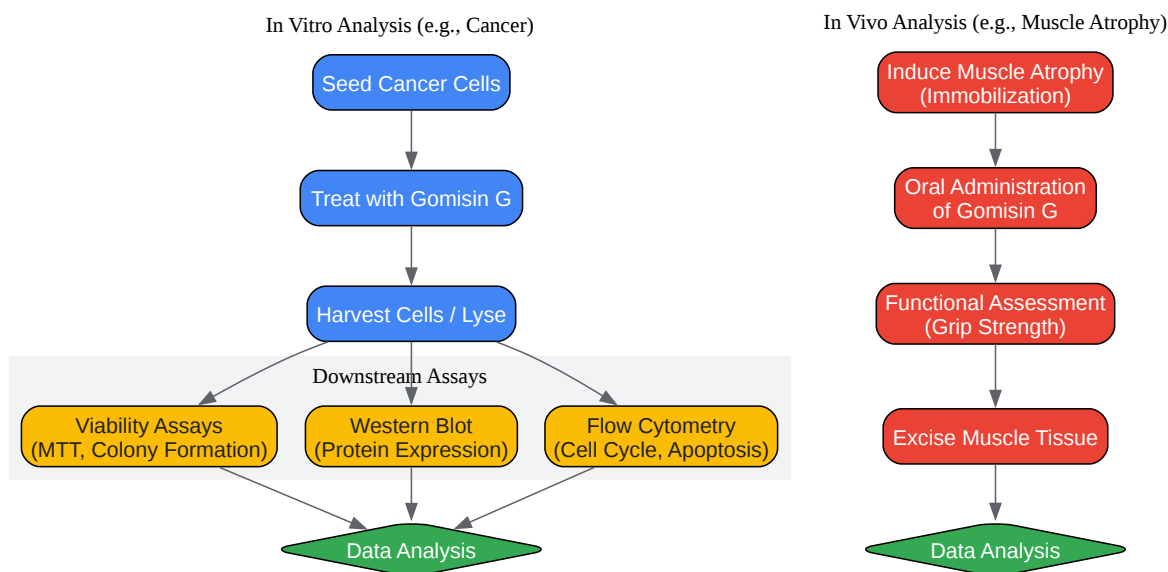 In Vitro Analysis (e.g., Cancer)
Seed Cancer Cells
Treat with Gomisin G
Harvest Cells / Lyse
Downstream Assays
Viability Assays
(MTT, Colony Formation)
Western Blot
(Protein Expression)
Flow Cytometry
(Cell Cycle, Apoptosis)
Data Analysis
In Vivo Analysis (e.g., Muscle Atrophy)
Induce Muscle Atrophy
(Immobilization)
Oral Administration
of Gomisin G
Functional Assessment
(Grip Strength)
Excise Muscle Tissue
Data Analysis